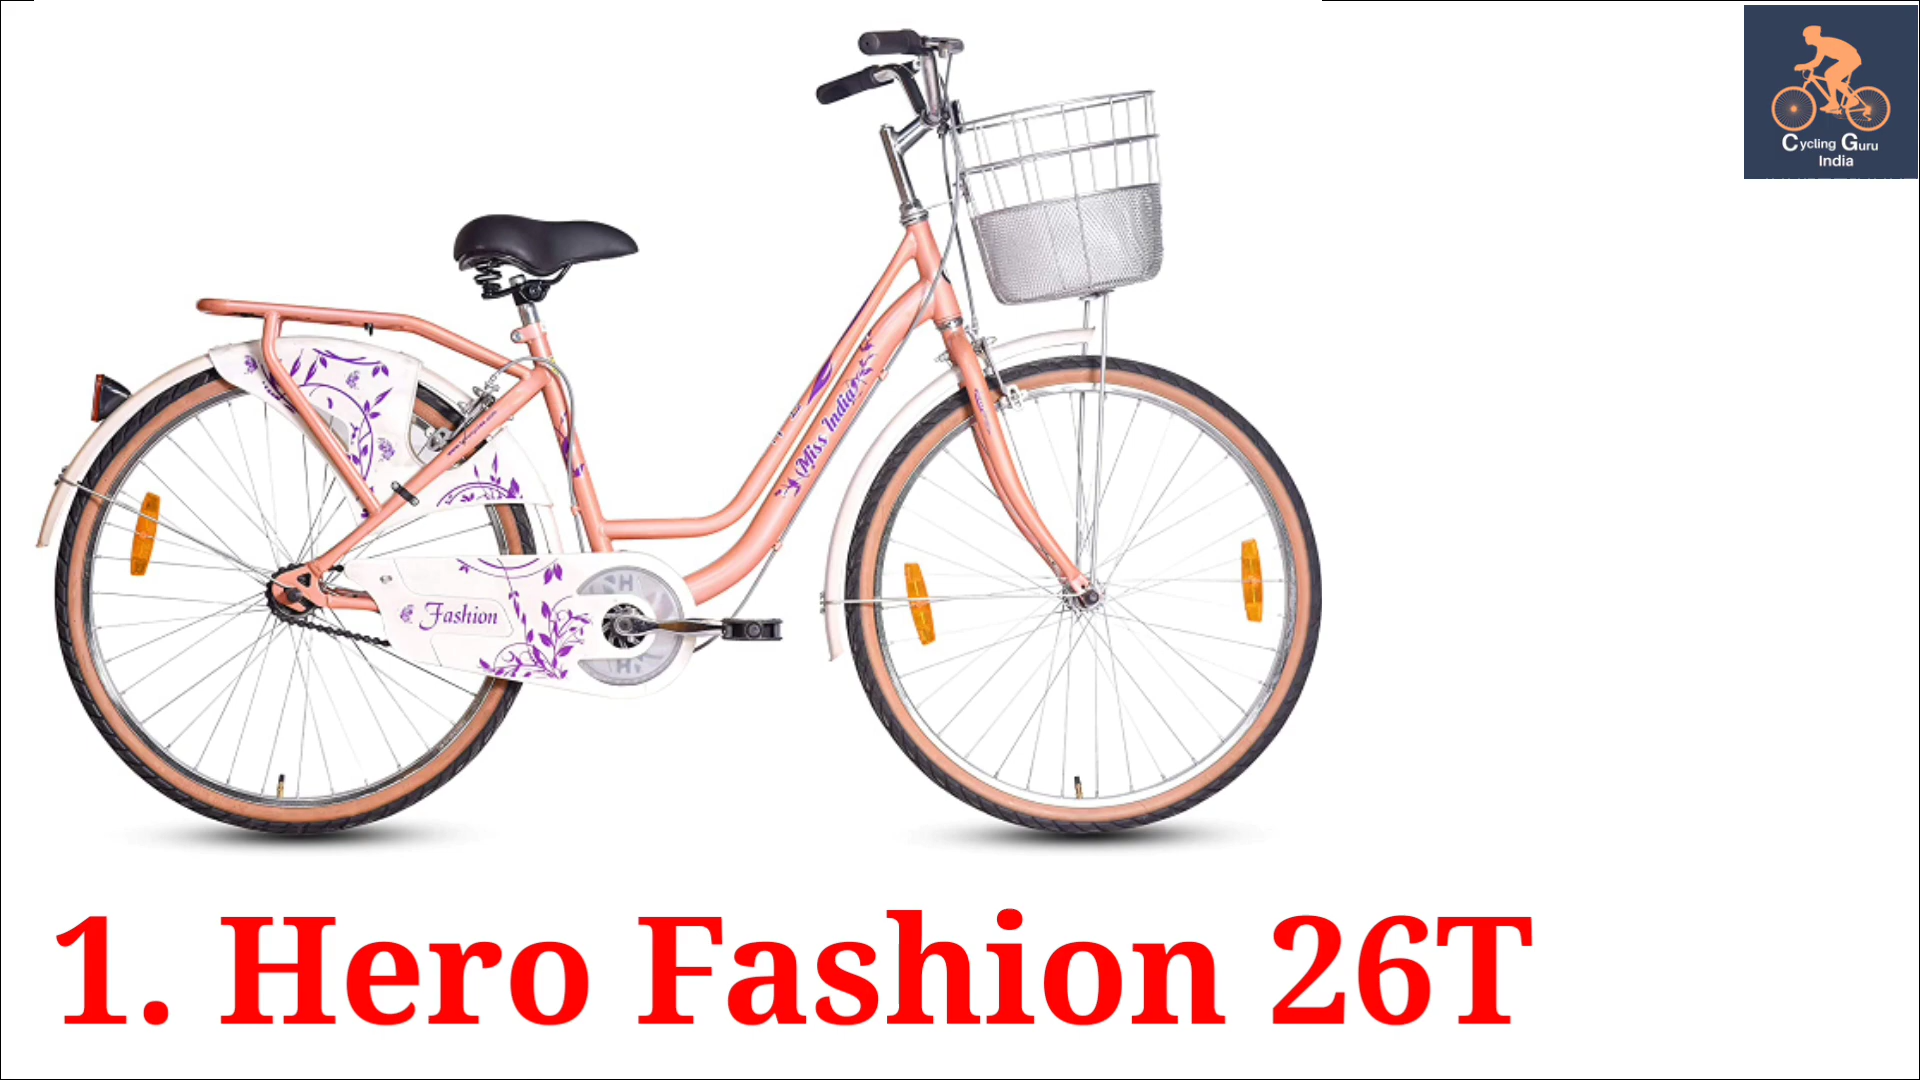 Cycling Guru
India
Miss India
Fashion
H
H
1. Hero Fashion 26T